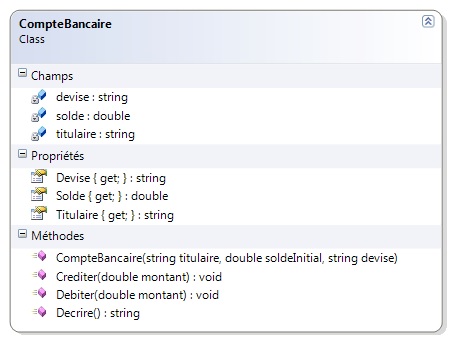 CompteBancaire
Class
Champs
devise : string
solde : double
titulaire : string
Propriétés
Devise { get; } : string
Solde { get; } : double
Titulaire { get; } : string
Méthodes
CompteBancaire(string titulaire, double soldeInitial, string devise)
Crediter(double montant) : void
Debiter(double montant) : void
Decrire() : string